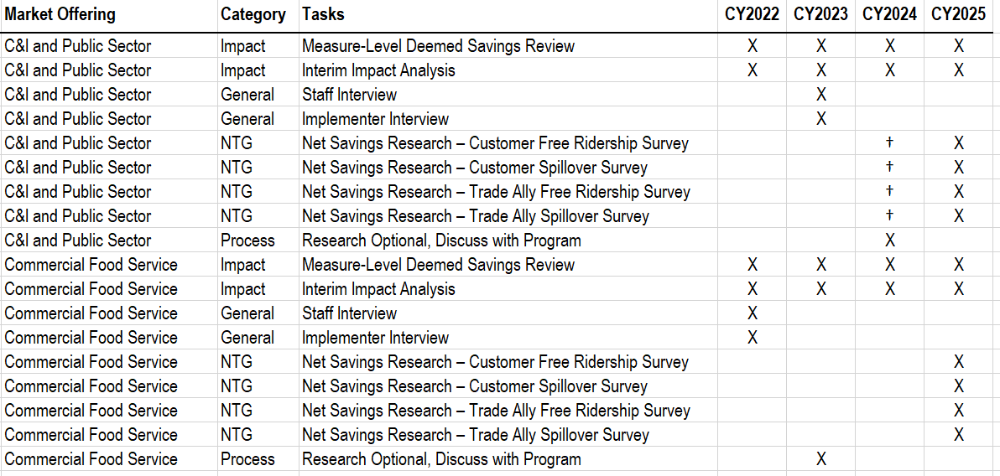 Market Offering Category Tasks CY2022 CY2023 CY2024 CY2025
C&I and Public Sector Impact Measure-Level Deemed Savings Review X X X X
C&I and Public Sector Impact Interim Impact Analysis X X X X
C&I and Public Sector General Staff Interview X
C&I and Public Sector General Implementer Interview X
C&I and Public Sector NTG Net Savings Research – Customer Free Ridership Survey † X
C&I and Public Sector NTG Net Savings Research – Customer Spillover Survey † X
C&I and Public Sector NTG Net Savings Research – Trade Ally Free Ridership Survey † X
C&I and Public Sector NTG Net Savings Research – Trade Ally Spillover Survey † X
C&I and Public Sector Process Research Optional, Discuss with Program X
Commercial Food Service Impact Measure-Level Deemed Savings Review X X X X
Commercial Food Service Impact Interim Impact Analysis X X X X
Commercial Food Service General Staff Interview X
Commercial Food Service General Implementer Interview X
Commercial Food Service NTG Net Savings Research – Customer Free Ridership Survey X
Commercial Food Service NTG Net Savings Research – Customer Spillover Survey X
Commercial Food Service NTG Net Savings Research – Trade Ally Free Ridership Survey X
Commercial Food Service NTG Net Savings Research – Trade Ally Spillover Survey X
Commercial Food Service Process Research Optional, Discuss with Program X